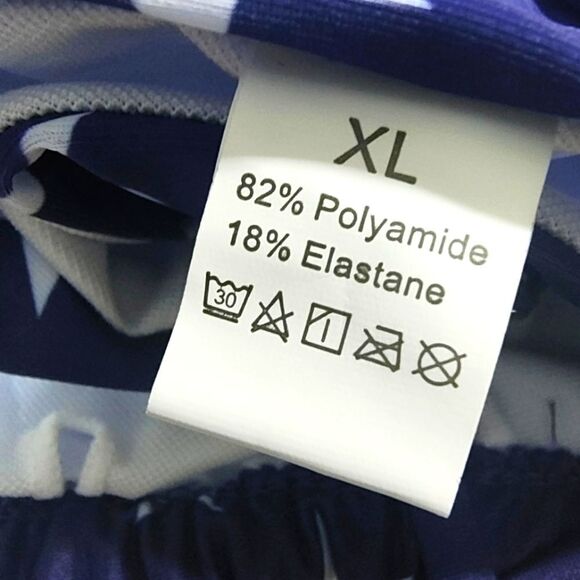 XL
82% Polyamide
18% Elastane
30